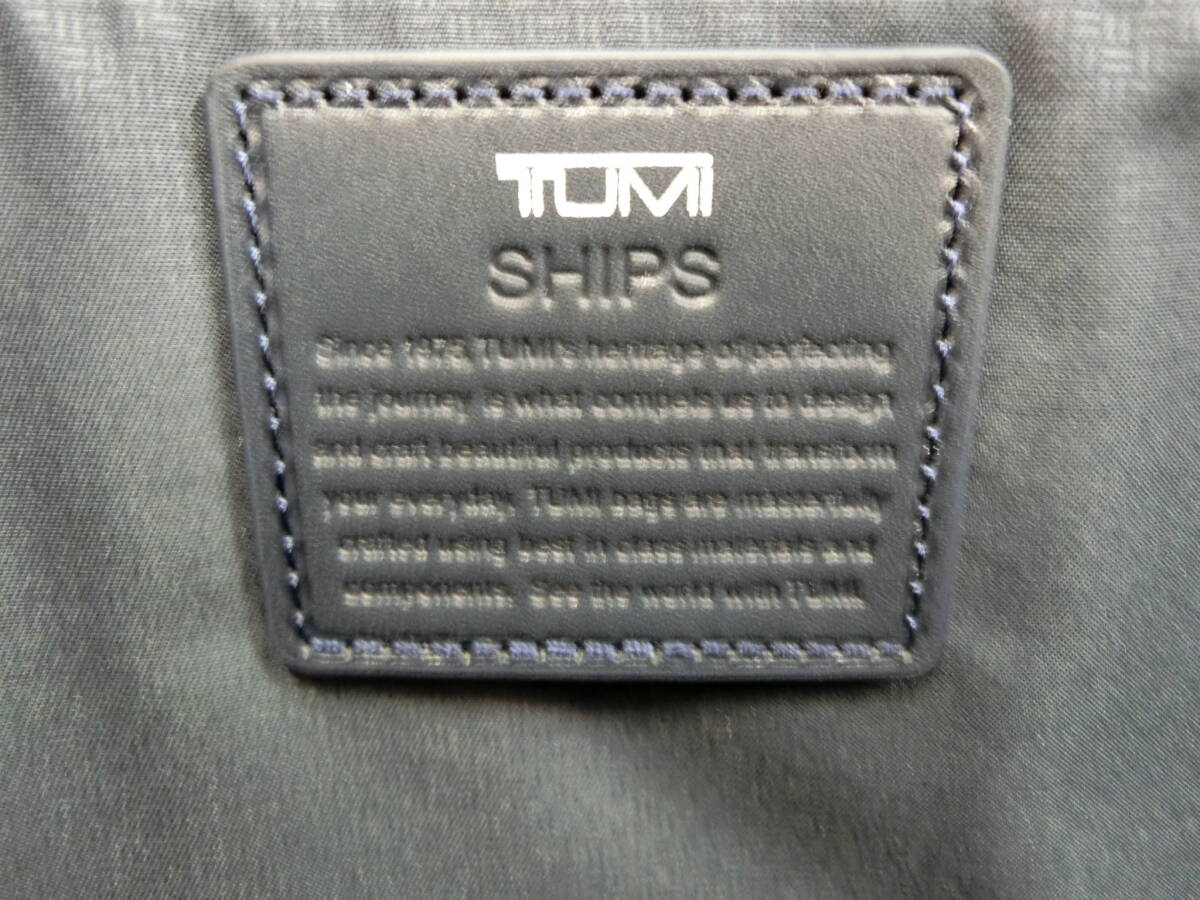 TUMI
SHIPS
Since 1975, TUMI's heritage of perfecting
the journey is what compels us to design
and craft beautiful products that transform
your everyday. TUMI bags are masterfully
crafted using best in class materials and
components. See the world with TUMI.